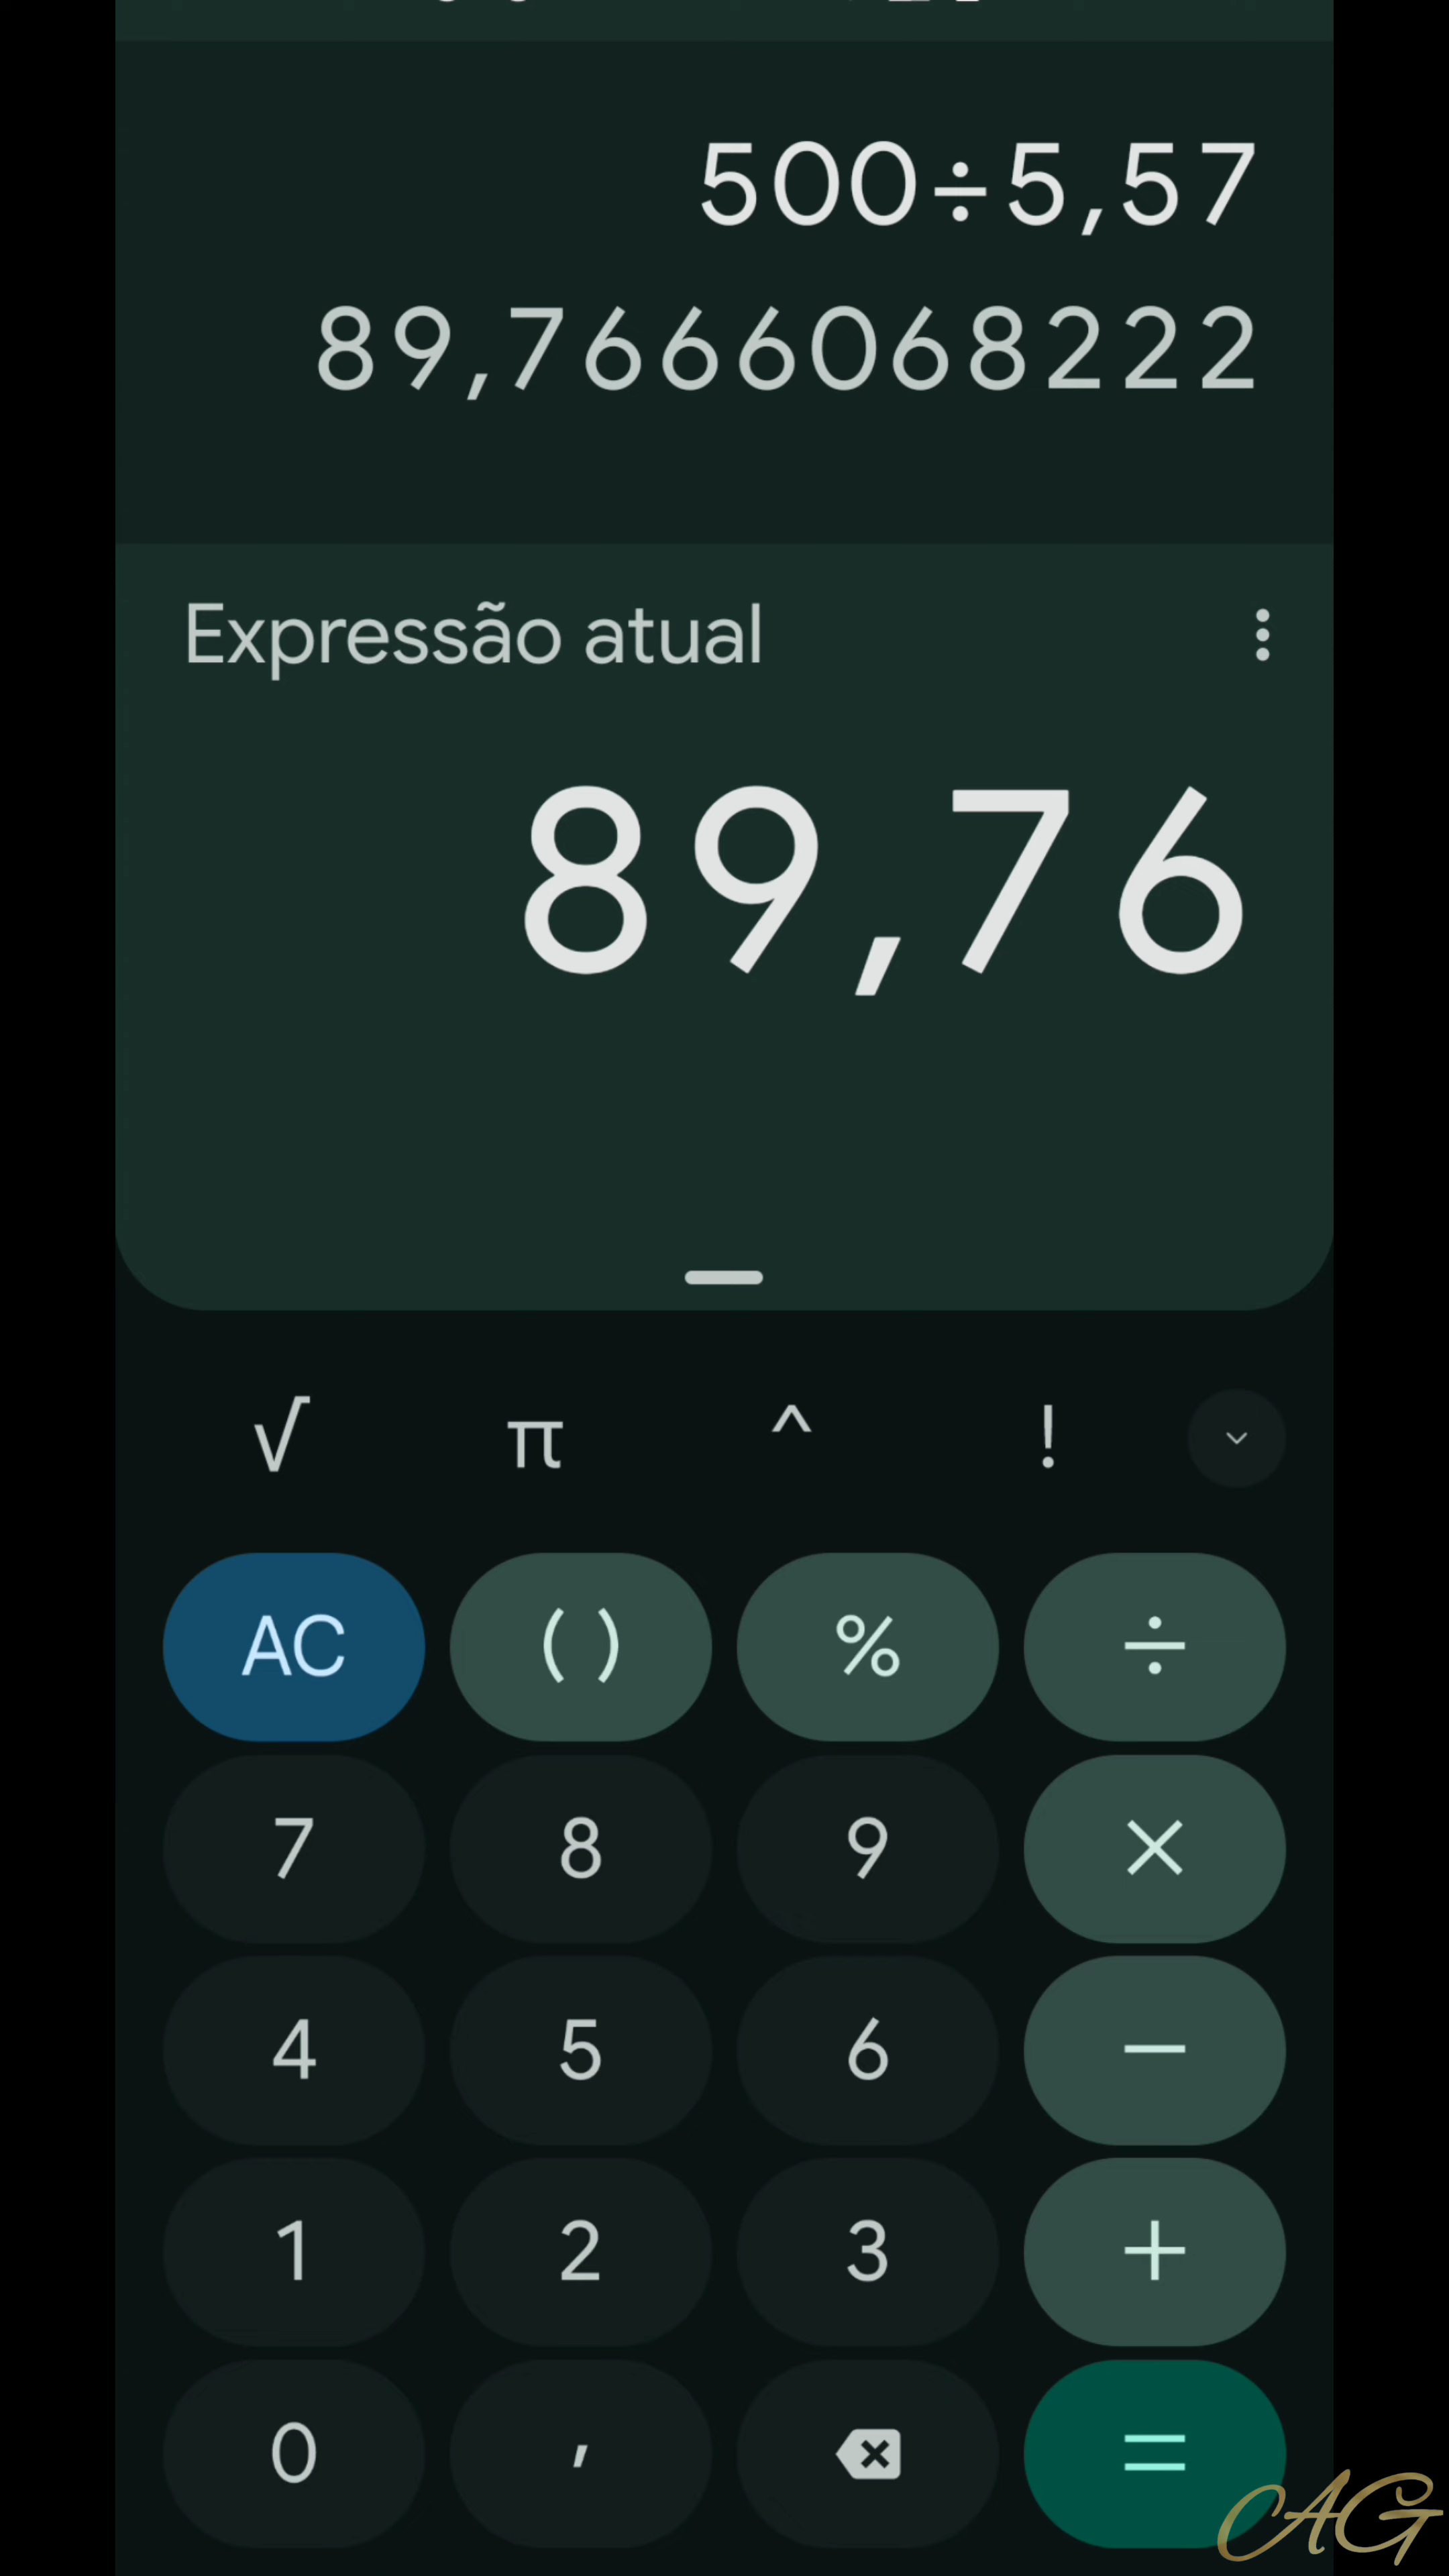 500÷5,57
89,7666068222
Expressão atual
89,76
√ π ^ !
AC ( ) % ÷
7 8 9 ×
4 5 6 −
1 2 3 +
0 , =
CAG